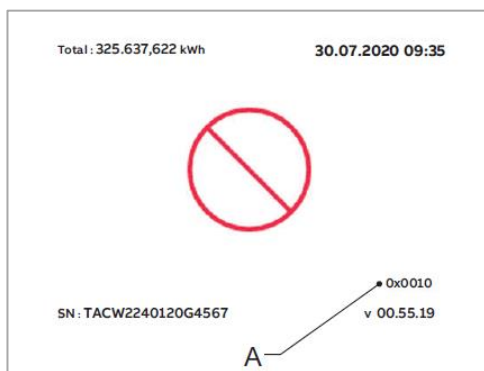 Total : 325.637,622 kWh 30.07.2020 09:35
0x0010
SN : TACW2240120G4567 v 00.55.19
A